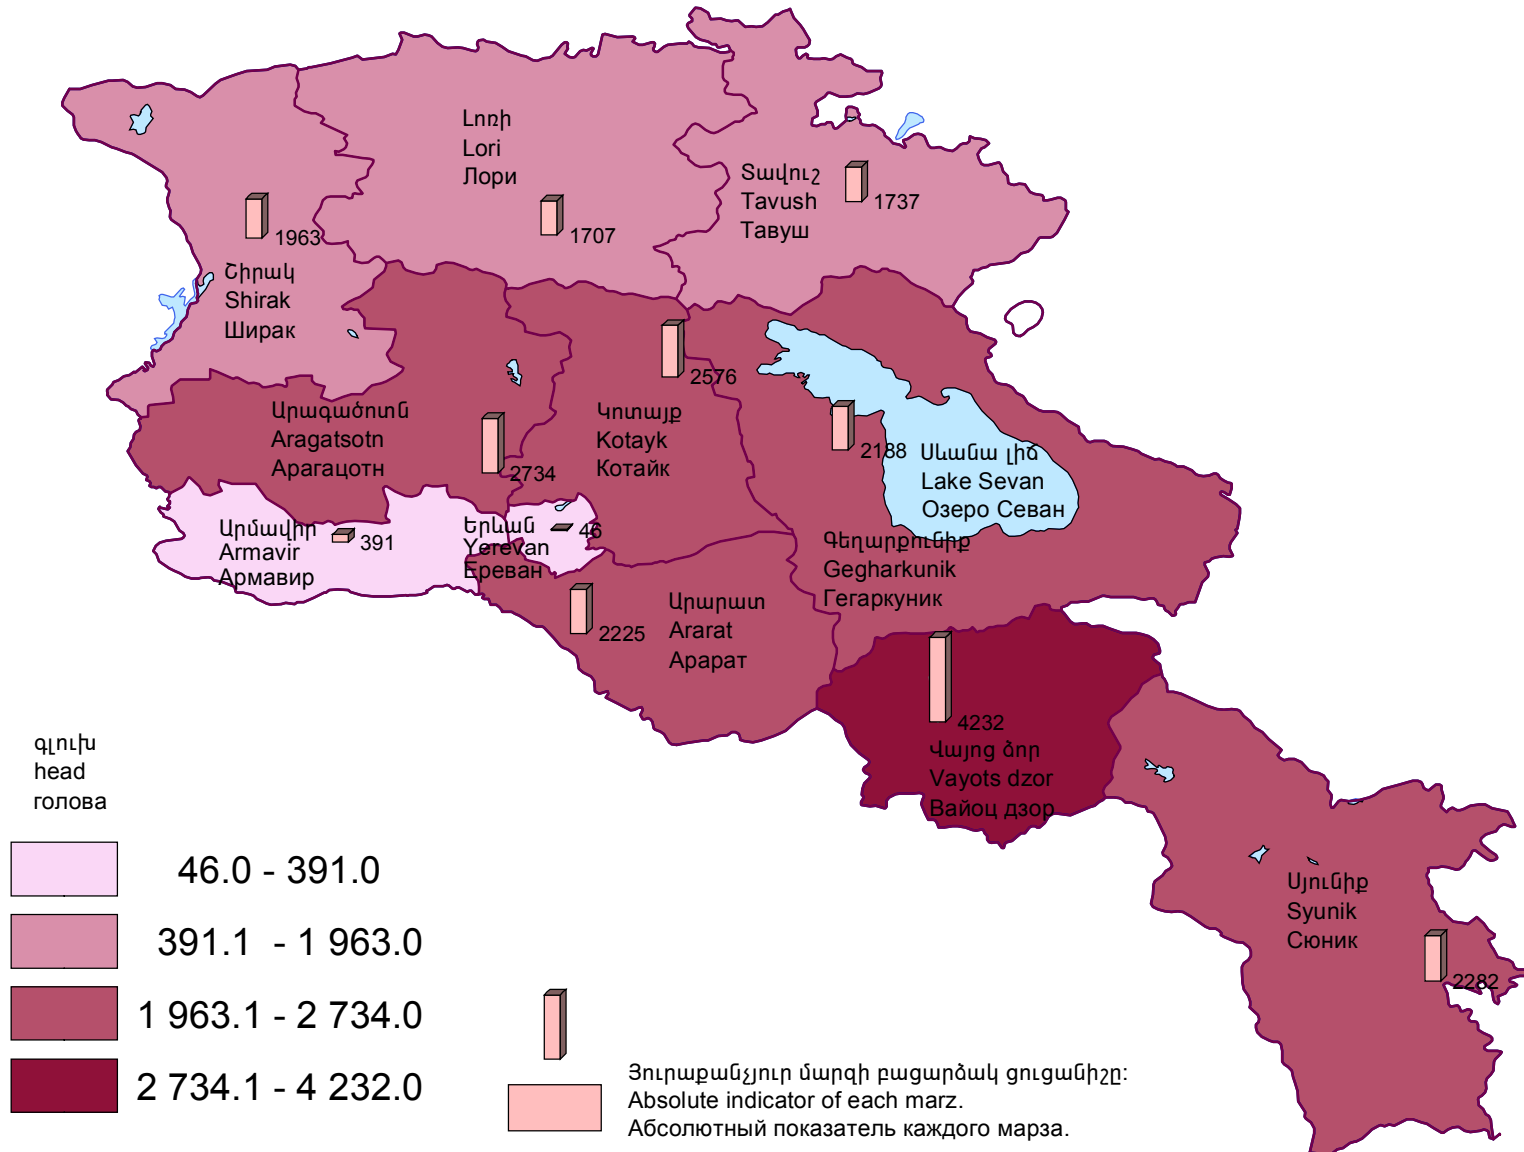 Լոռի
Lori
Лори
1707
Տավուշ
Tavush
Тавуш
1737
1963
Շիրակ
Shirak
Ширак
2576
Արագածոտն
Aragatsotn
Арагацотн
2734
Կոտայք
Kotayk
Котайк
2188
Սևանա լիճ
Lake Sevan
Озеро Севан
Արմավիր
Armavir
Армавир
391
Երևան
Yerevan
Ереван
46
Գեղարքունիք
Gegharkunik
Гегаркуник
2225
Արարատ
Ararat
Арарат
4232
Վայոց ձոր
Vayots dzor
Вайоц дзор
Սյունիք
Syunik
Сюник
2282
գլուխ
head
голова
46.0 - 391.0
391.1 - 1 963.0
1 963.1 - 2 734.0
2 734.1 - 4 232.0
Յուրաքանչյուր մարզի բացարձակ ցուցանիշը:
Absolute indicator of each marz.
Абсолютный показатель каждого марза.